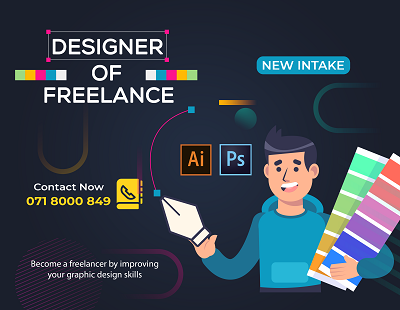 DESIGNER
OF
FREELANCE
NEW INTAKE
Ai
Ps
Contact Now
071 8000 849
Become a freelancer by improving
your graphic design skills